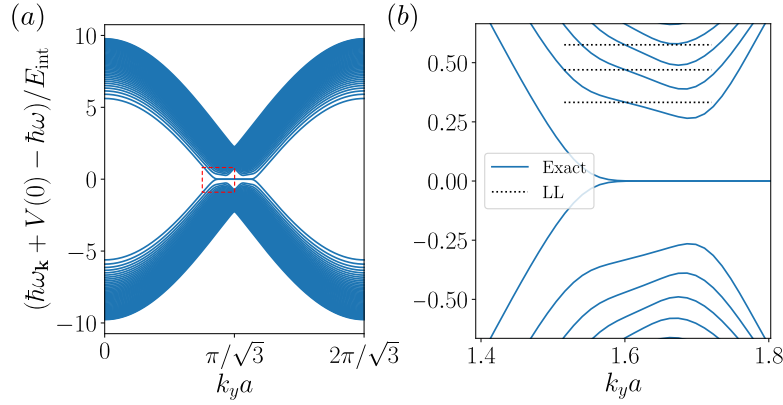 (a)
(ħω_k + V(0) − ħω)/E_int
10
5
0
−5
−10
0
π/√3
2π/√3
k_y a
(b)
0.50
0.25
0.00
−0.25
−0.50
Exact
LL
1.4
1.6
1.8
k_y a